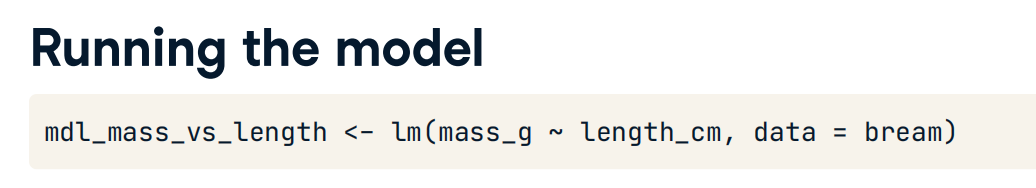 Running the model
mdl_mass_vs_length <- lm(mass_g ~ length_cm, data = bream)